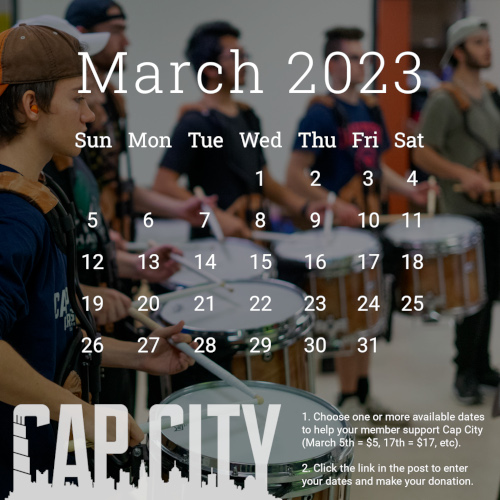 March 2023
Sun Mon Tue Wed Thu Fri Sat
1 2 3 4
5 6 7 8 9 10 11
12 13 14 15 16 17 18
19 20 21 22 23 24 25
26 27 28 29 30 31
CAP CITY
1. Choose one or more available dates
to help your member support Cap City
(March 5th = $5, 17th = $17, etc).
2. Click the link in the post to enter
your dates and make your donation.